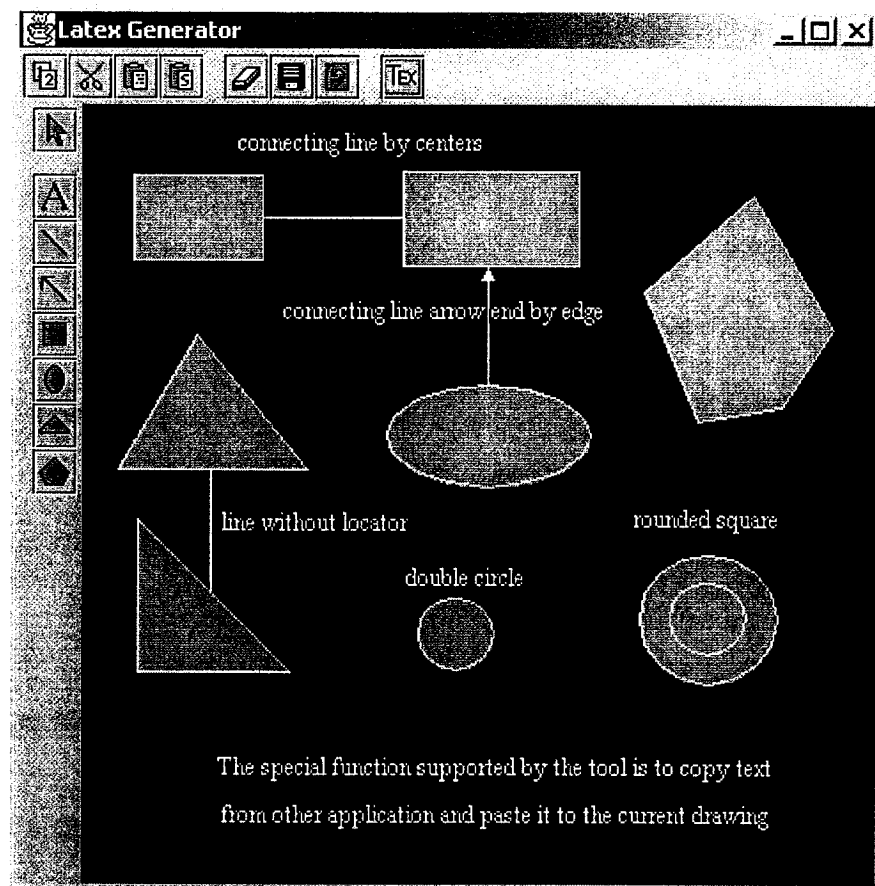 Latex Generator
TEX
A
connecting line by centers
connecting line arrow end by edge
line without locator
rounded square
double circle
The special function supported by the tool is to copy text
from other application and paste it to the current drawing